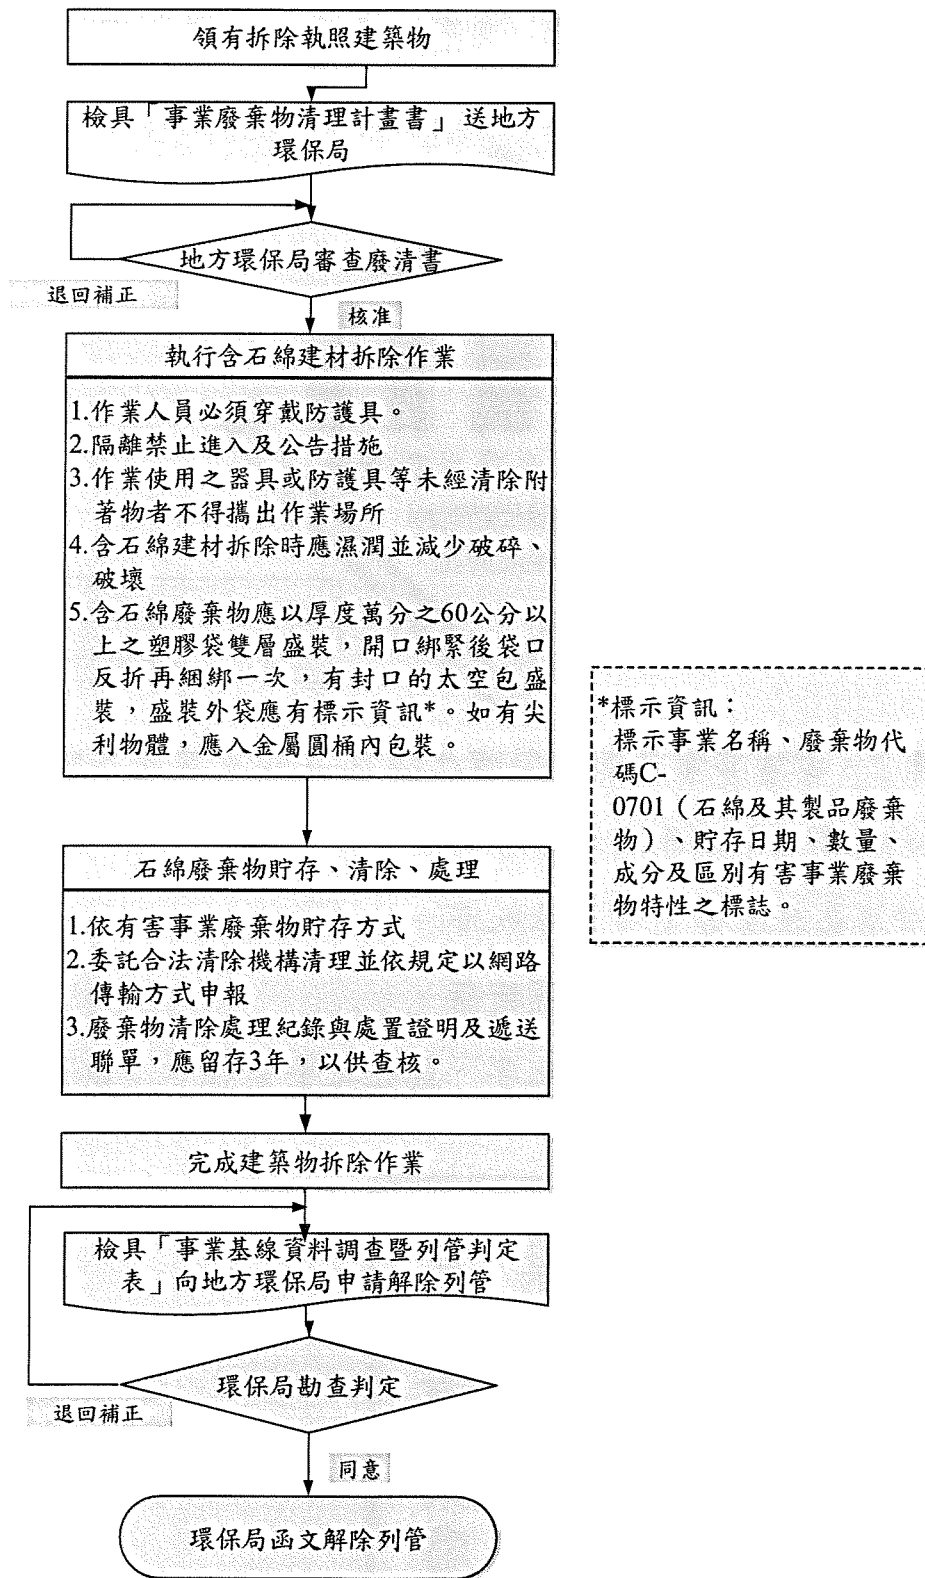 領有拆除執照建築物
檢具「事業廢棄物清理計畫書」送地方
環保局
地方環保局審查廢清書
退回補正
核准
執行含石綿建材拆除作業
1.作業人員必須穿戴防護具。
2.隔離禁止進入及公告措施
3.作業使用之器具或防護具等未經清除附
著物者不得攜出作業場所
4.含石綿建材拆除時應濕潤並減少破碎、
破壞
5.含石綿廢棄物應以厚度萬分之60公分以
上之塑膠袋雙層盛裝，開口綁緊後袋口
反折再綑綁一次，有封口的太空包盛
裝，盛裝外袋應有標示資訊*。如有尖
利物體，應入金屬圓桶內包裝。
*標示資訊：
標示事業名稱、廢棄物代
碼C-
0701（石綿及其製品廢棄
物）、貯存日期、數量、
成分及區別有害事業廢棄
物特性之標誌。
石綿廢棄物貯存、清除、處理
1.依有害事業廢棄物貯存方式
2.委託合法清除機構清理並依規定以網路
傳輸方式申報
3.廢棄物清除處理紀錄與處置證明及遞送
聯單，應留存3年，以供查核。
完成建築物拆除作業
檢具「事業基線資料調查暨列管判定
表」向地方環保局申請解除列管
環保局勘查判定
退回補正
同意
環保局函文解除列管